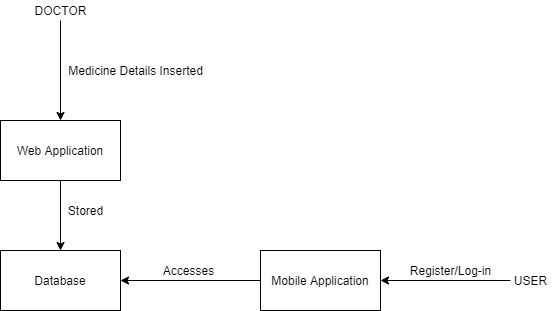 DOCTOR
Medicine Details Inserted
Web Application
Stored
Database
Accesses
Mobile Application
Register/Log-in
USER